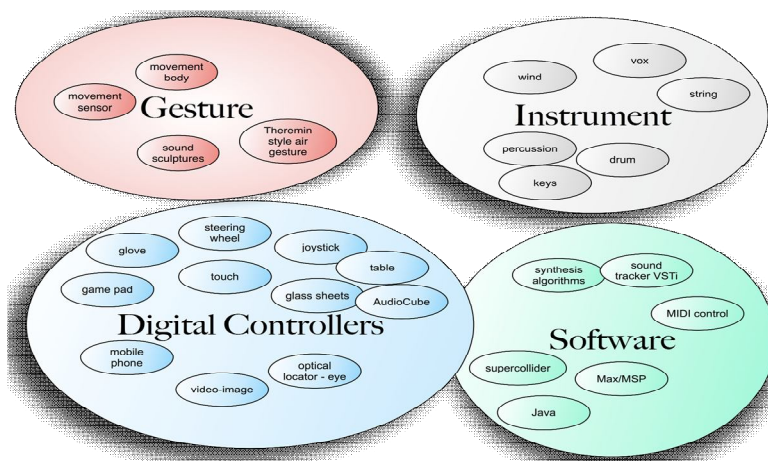 movement
body
movement
sensor
Gesture
sound
sculptures
Thoromin
style air
gesture
wind
vox
string
Instrument
percussion
drum
keys
glove
steering
wheel
joystick
table
game pad
touch
glass sheets
AudioCube
Digital Controllers
mobile
phone
video-image
optical
locator - eye
synthesis
algorithms
sound
tracker VSTi
MIDI control
Software
supercollider
Max/MSP
Java